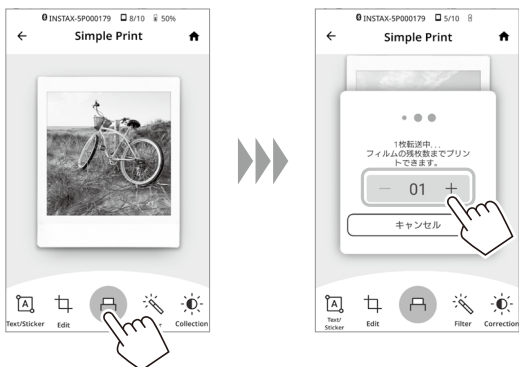 INSTAX-5P000179 8/10 50%
Simple Print
Text/Sticker Edit Collection
INSTAX-5P000179 5/10
Simple Print
1枚転送中...
フィルムの残枚数までプリン
トできます。
01
キャンセル
Text/
Sticker
Edit
Filter
Correction